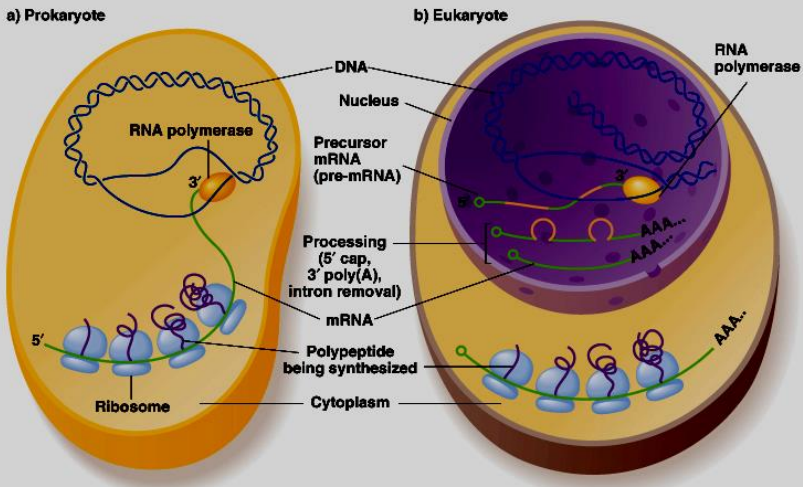 a) Prokaryote
b) Eukaryote
DNA
RNA
polymerase
Nucleus
RNA polymerase
Precursor
mRNA
(pre-mRNA)
3′
3′
5′
AAA...
AAA...
Processing
(5′ cap,
3′ poly(A),
intron removal)
mRNA
5′
AAA..
Polypeptide
being synthesized
Ribosome
Cytoplasm